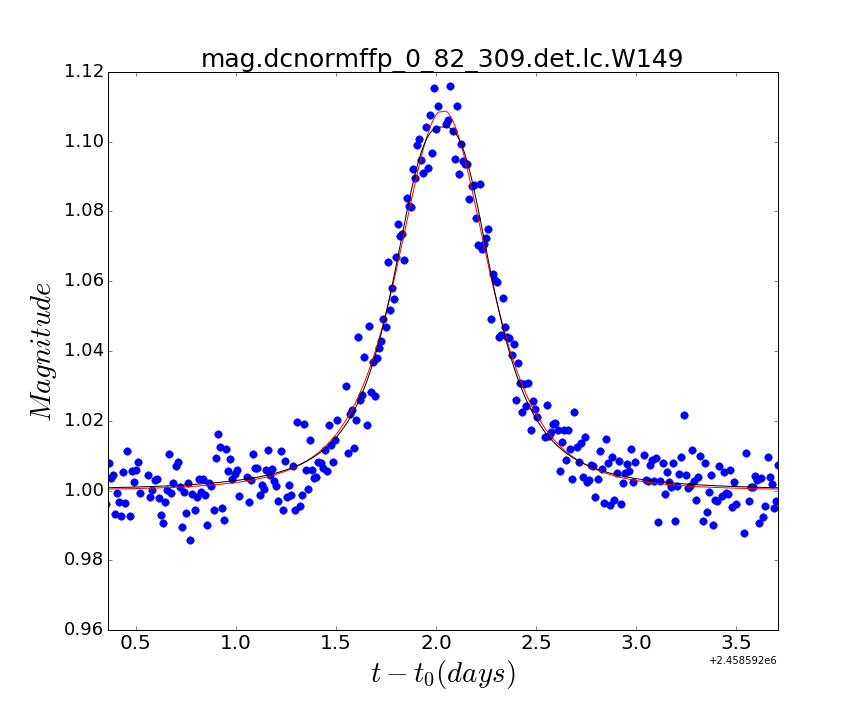 mag.dcnormffp_0_82_309.det.lc.W149
1.12
1.10
1.08
1.06
1.04
1.02
1.00
0.98
0.96
Magnitude
0.5 1.0 1.5 2.0 2.5 3.0 3.5
+2.458592e6
t − t₀(days)